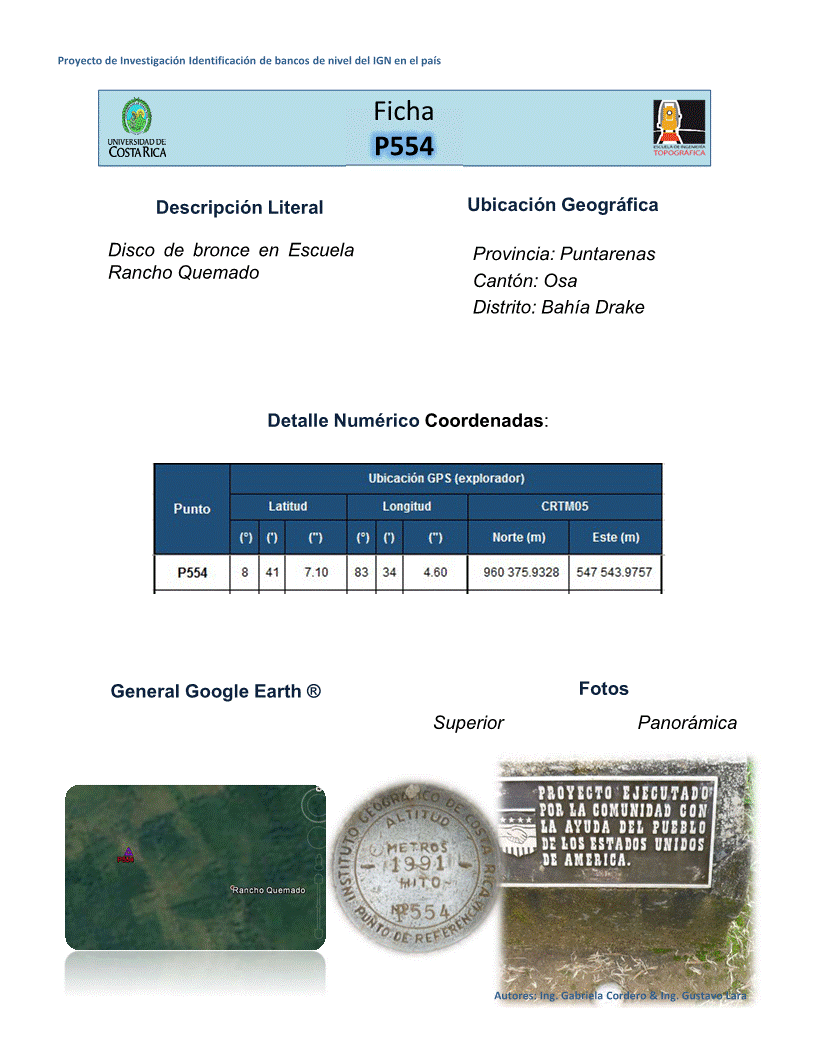 Proyecto de Investigación Identificación de bancos de nivel del IGN en el país
UNIVERSIDAD DE
COSTA RICA
Ficha
P554
ESCUELA DE INGENIERÍA
TOPOGRÁFICA
Descripción Literal
Disco de bronce en Escuela
Rancho Quemado
Ubicación Geográfica
Provincia: Puntarenas
Cantón: Osa
Distrito: Bahía Drake
Detalle Numérico Coordenadas:
Punto
Ubicación GPS (explorador)
Latitud Longitud CRTM05
(°) (') (") (°) (') (") Norte (m) Este (m)
P554 8 41 7.10 83 34 4.60 960 375.9328 547 543.9757
General Google Earth ®
Fotos
Superior Panorámica
P554
Rancho Quemado
INSTITUTO GEOGRAFICO DE COSTA RICA
ALTITUD
METROS
1991
HITO
Nº P554
PUNTO DE REFERENCIA
PROYECTO EJECUTADO
POR LA COMUNIDAD CON
LA AYUDA DEL PUEBLO
DE LOS ESTADOS UNIDOS
DE AMERICA.
Autores: Ing. Gabriela Cordero & Ing. Gustavo Lara